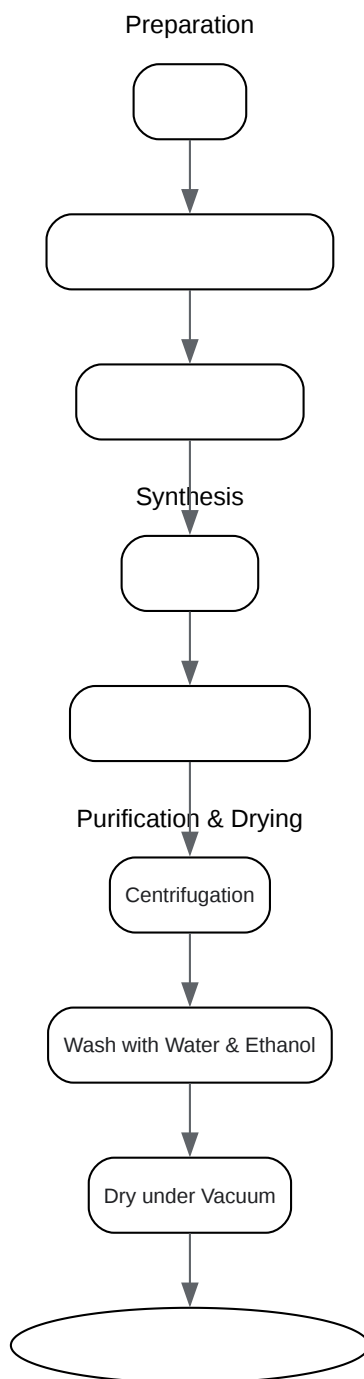 Preparation
Synthesis
Purification & Drying
Centrifugation
Wash with Water & Ethanol
Dry under Vacuum